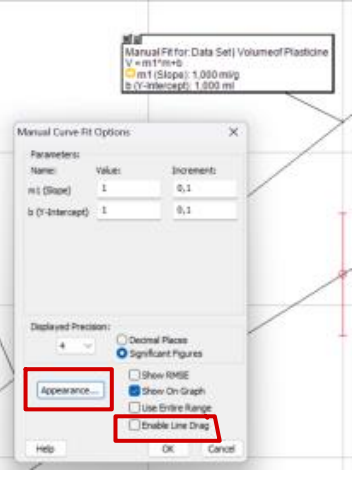 Manual Fit for: Data Set | Volume of Plasticine
V = m1*m+b
m1 (Slope): 1,000 ml/g
b (Y-Intercept): 1,000 ml
Manual Curve Fit Options
Parameters:
Name: Value: Increment:
m1 (Slope) 1 0,1
b (Y-Intercept) 1 0,1
Displayed Precision:
4
Decimal Places
Significant Figures
Show RMSE
Appearance...
Show On Graph
Use Entire Range
Enable Line Drag
Help OK Cancel